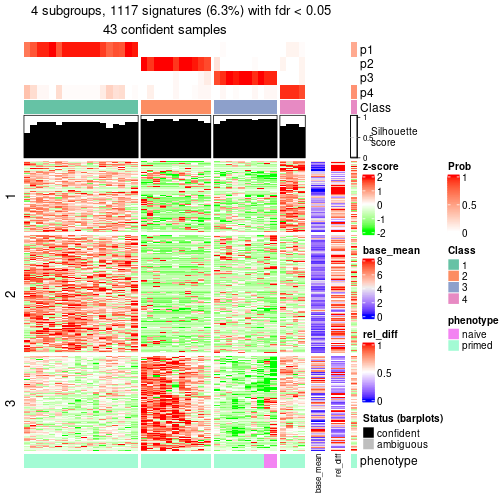 4 subgroups, 1117 signatures (6.3%) with fdr < 0.05
43 confident samples
p1
p2
p3
p4
Class
1
0.5
0
Silhouette
score
1
2
3
base_mean
rel_diff
phenotype
z-score
2
1
0
-1
-2
base_mean
8
6
4
2
0
rel_diff
1
0.5
0
Status (barplots)
confident
ambiguous
Prob
1
0.5
0
Class
1
2
3
4
phenotype
naive
primed